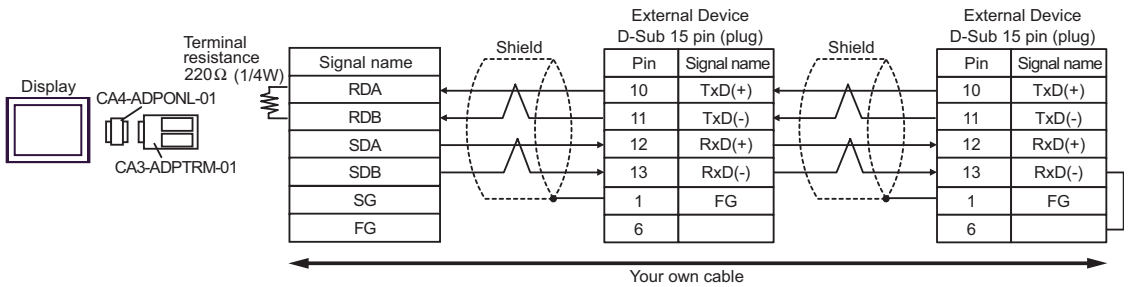 External Device
D-Sub 15 pin (plug)
External Device
D-Sub 15 pin (plug)
Terminal
resistance
220Ω (1/4W)
Shield
Shield
Display
CA4-ADPONL-01
CA3-ADPTRM-01
Signal name
RDA
RDB
SDA
SDB
SG
FG
Pin Signal name
10 TxD(+)
11 TxD(-)
12 RxD(+)
13 RxD(-)
1 FG
6
Pin Signal name
10 TxD(+)
11 TxD(-)
12 RxD(+)
13 RxD(-)
1 FG
6
Your own cable